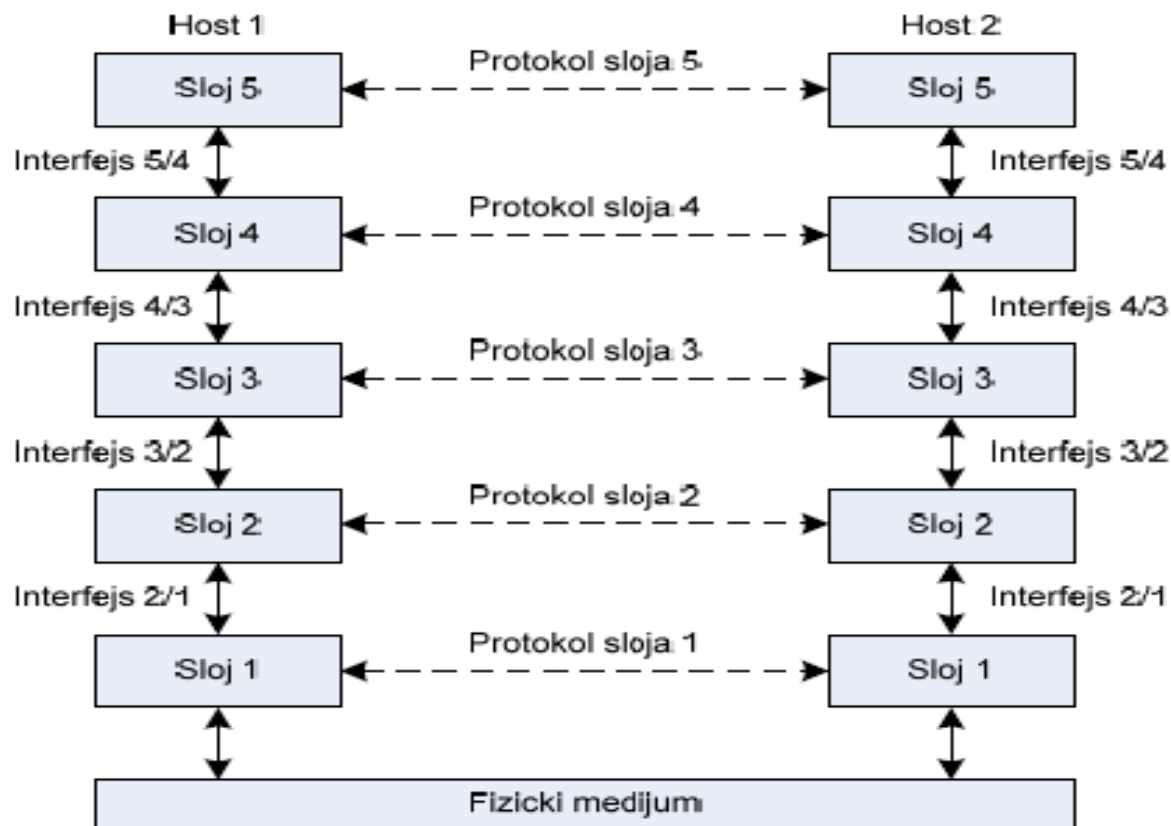 Host 1
Host 2
Sloj 5
Protokol sloja 5
Sloj 5
Interfejs 5/4
Interfejs 5/4
Sloj 4
Protokol sloja 4
Sloj 4
Interfejs 4/3
Interfejs 4/3
Sloj 3
Protokol sloja 3
Sloj 3
Interfejs 3/2
Interfejs 3/2
Sloj 2
Protokol sloja 2
Sloj 2
Interfejs 2/1
Interfejs 2/1
Sloj 1
Protokol sloja 1
Sloj 1
Fizicki medijum